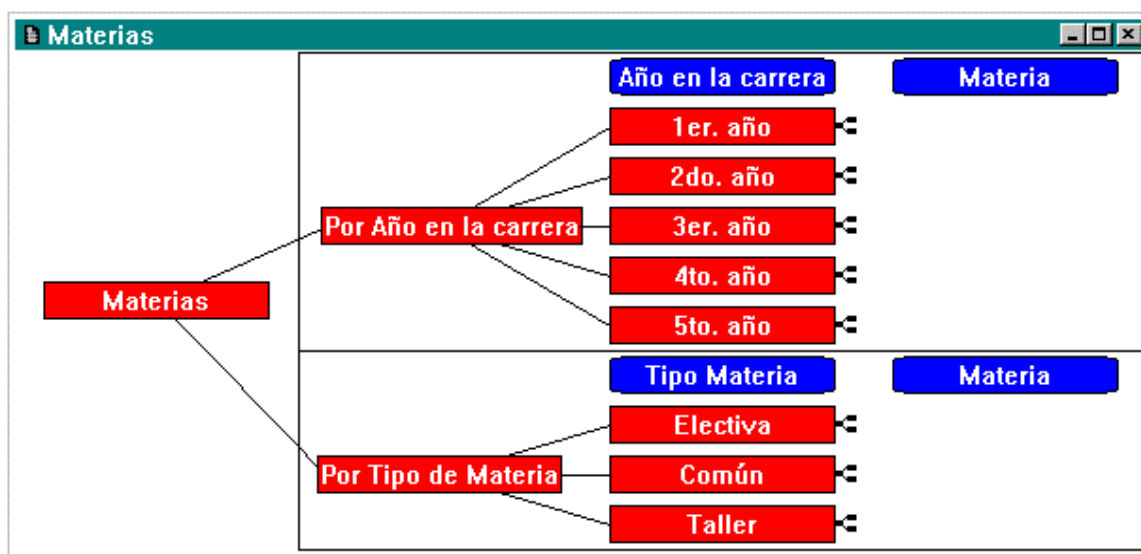 Materias
Año en la carrera
Materia
1er. año
2do. año
Por Año en la carrera
3er. año
4to. año
Materias
5to. año
Tipo Materia
Materia
Electiva
Por Tipo de Materia
Común
Taller